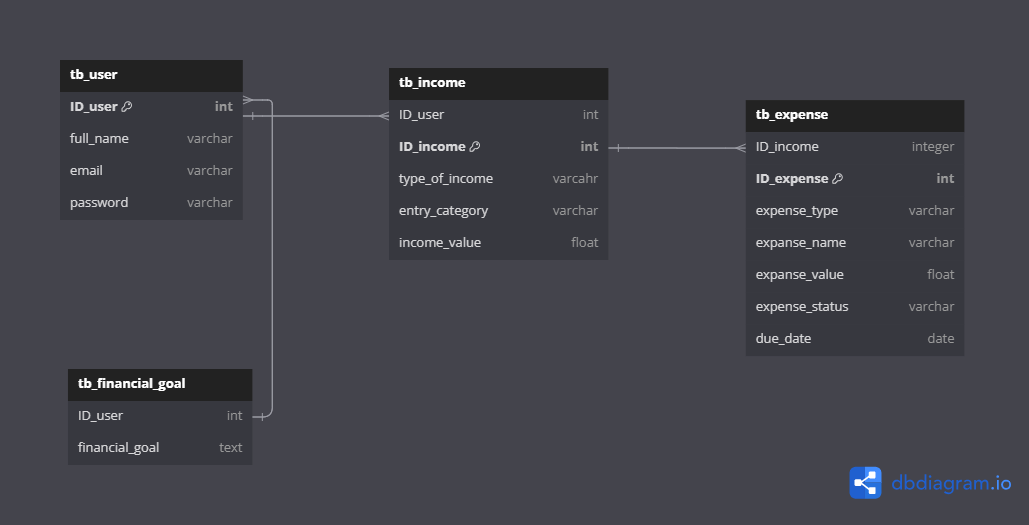 tb_user
ID_user int
full_name varchar
email varchar
password varchar
tb_income
ID_user int
ID_income int
type_of_income varcahr
entry_category varchar
income_value float
tb_expense
ID_income integer
ID_expense int
expense_type varchar
expanse_name varchar
expanse_value float
expense_status varchar
due_date date
tb_financial_goal
ID_user int
financial_goal text
dbdiagram.io